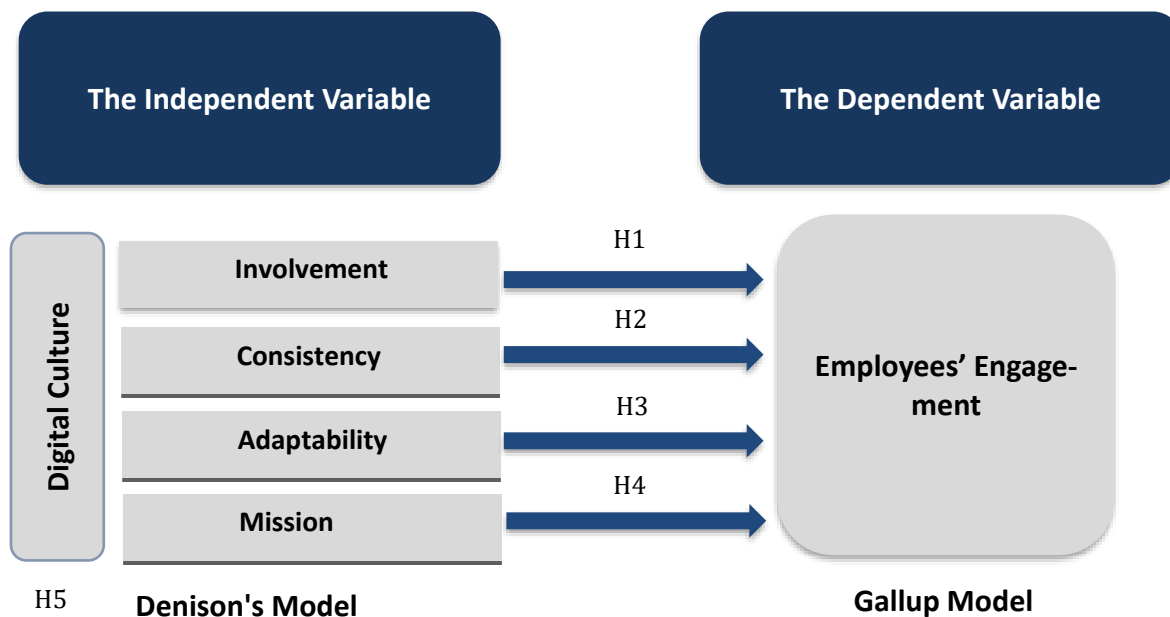 The Independent Variable
The Dependent Variable
Digital Culture
Involvement
Consistency
Adaptability
Mission
H1
H2
H3
H4
Employees’ Engage-
ment
H5
Denison's Model
Gallup Model